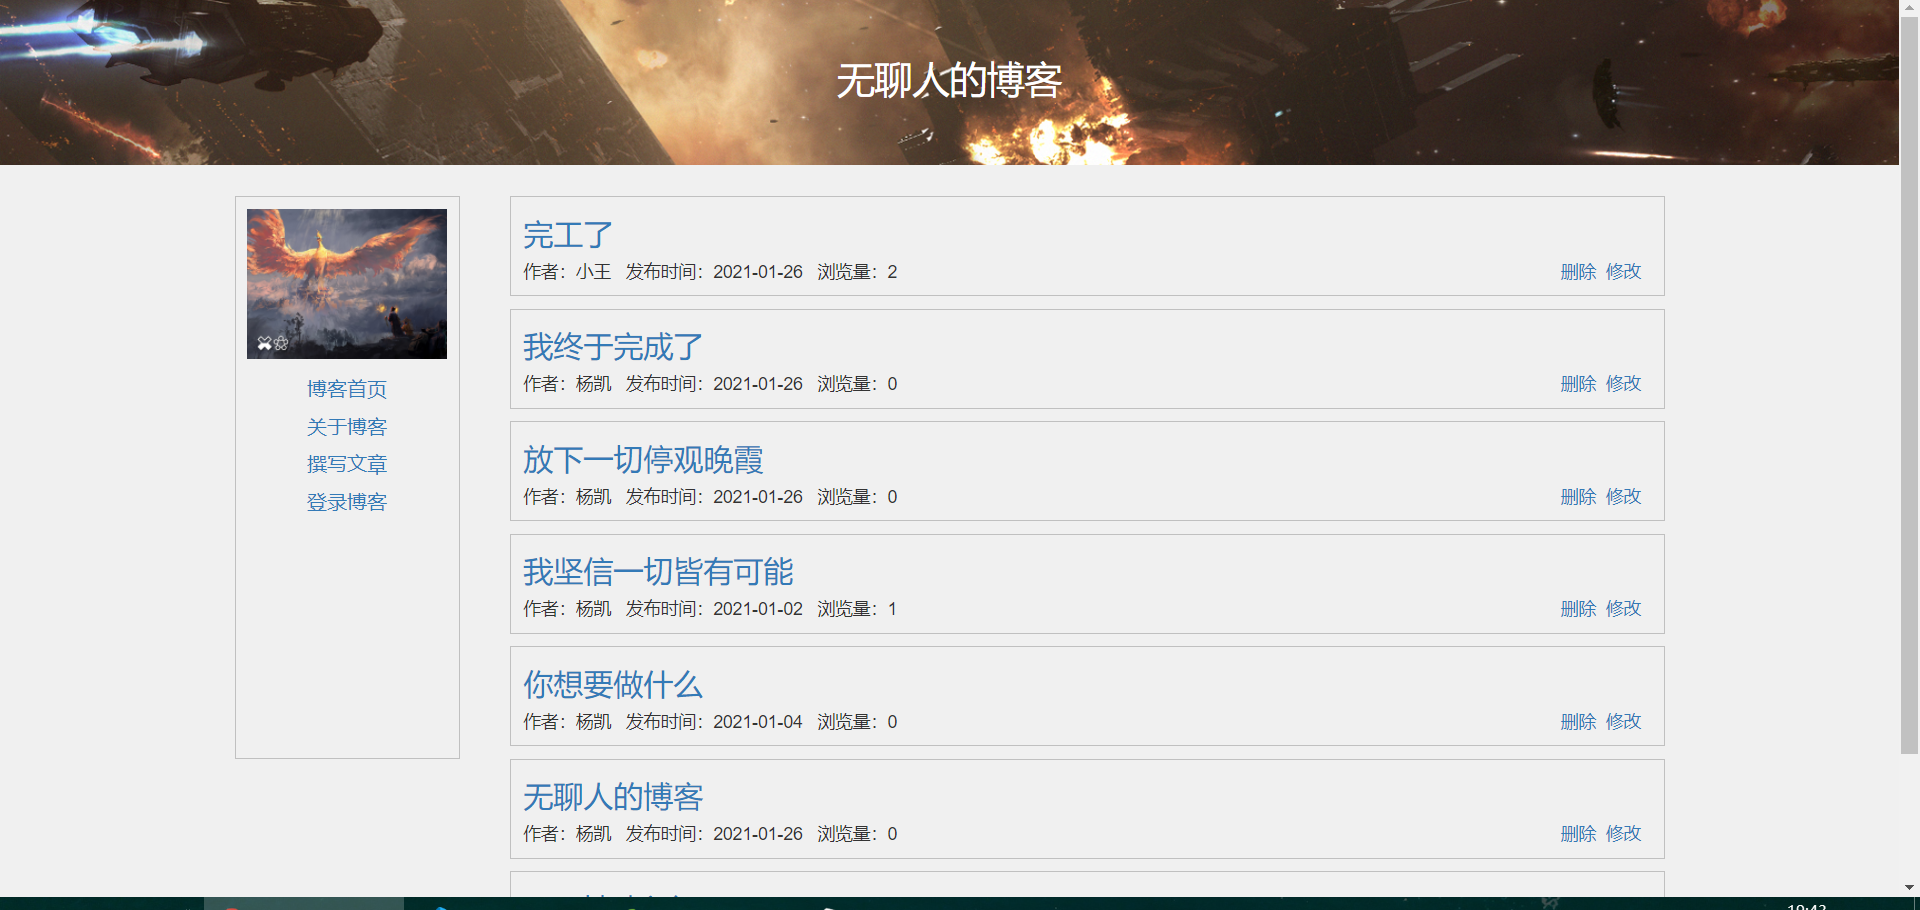 无聊人的博客
博客首页
关于博客
撰写文章
登录博客
完工了
作者：小王 发布时间：2021-01-26 浏览量：2 删除 修改
我终于完成了
作者：杨凯 发布时间：2021-01-26 浏览量：0 删除 修改
放下一切停观晚霞
作者：杨凯 发布时间：2021-01-26 浏览量：0 删除 修改
我坚信一切皆有可能
作者：杨凯 发布时间：2021-01-02 浏览量：1 删除 修改
你想要做什么
作者：杨凯 发布时间：2021-01-04 浏览量：0 删除 修改
无聊人的博客
作者：杨凯 发布时间：2021-01-26 浏览量：0 删除 修改